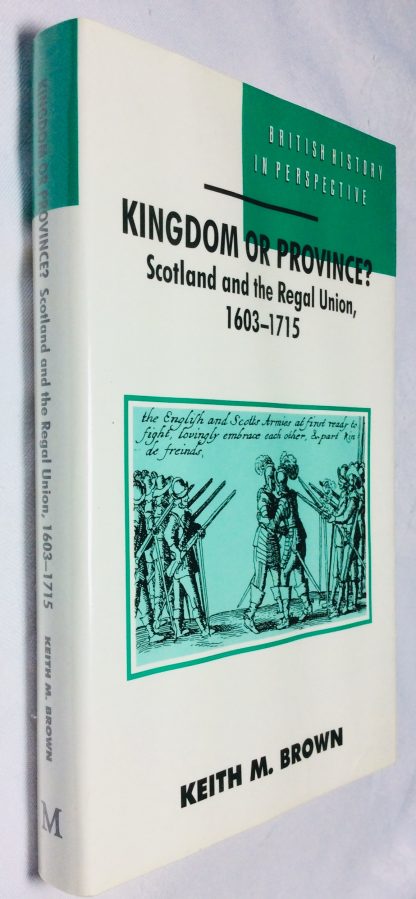 BRITISH HISTORY
IN PERSPECTIVE
KINGDOM OR PROVINCE?
Scotland and the Regal Union,
1603–1715
the English and Scotts Armies at first ready to
fight, lovingly embrace each other, & part kin
de freinds.
KEITH M. BROWN
KINGDOM OR PROVINCE? Scotland and the Regal Union, 1603–1715
KEITH M. BROWN
M